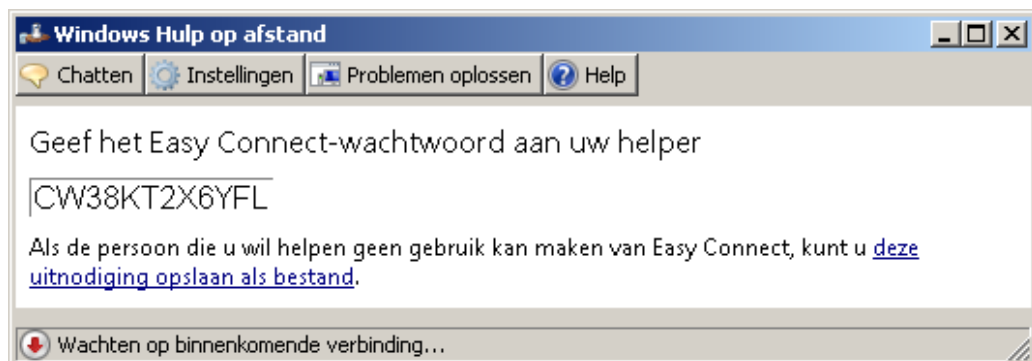 Windows Hulp op afstand
Chatten Instellingen Problemen oplossen Help
Geef het Easy Connect-wachtwoord aan uw helper
CW38KT2X6YFL
Als de persoon die u wil helpen geen gebruik kan maken van Easy Connect, kunt u deze
uitnodiging opslaan als bestand.
Wachten op binnenkomende verbinding...